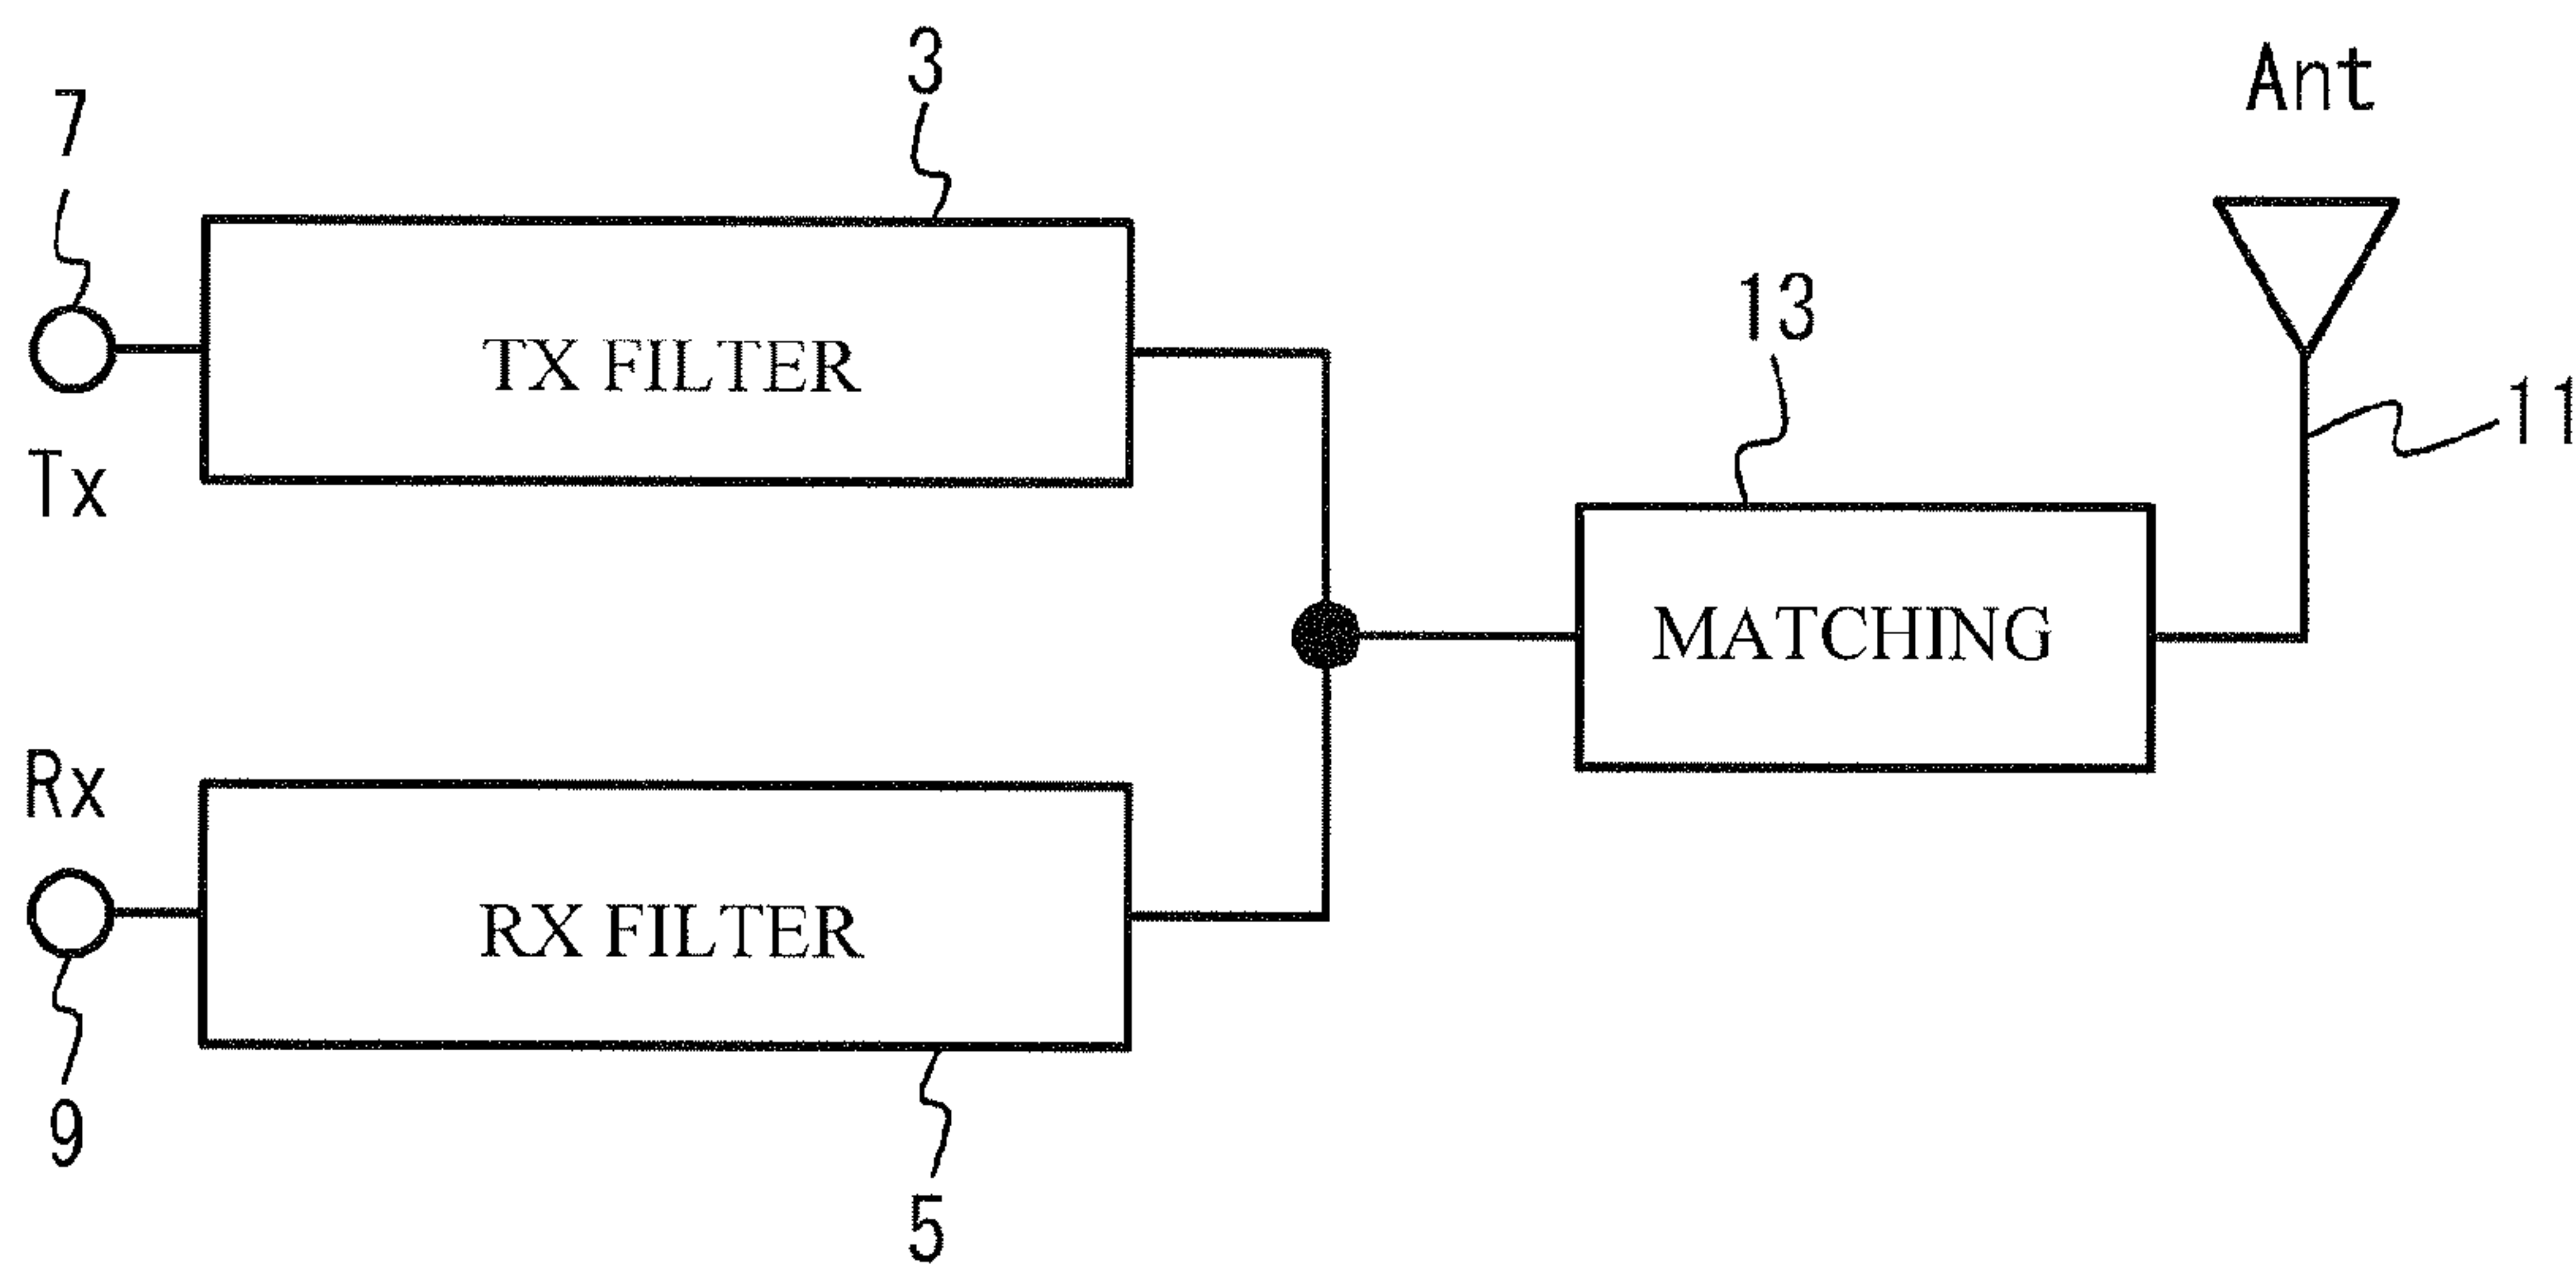 3
Ant
7
TX FILTER
13
11
Tx
MATCHING
Rx
RX FILTER
9
5